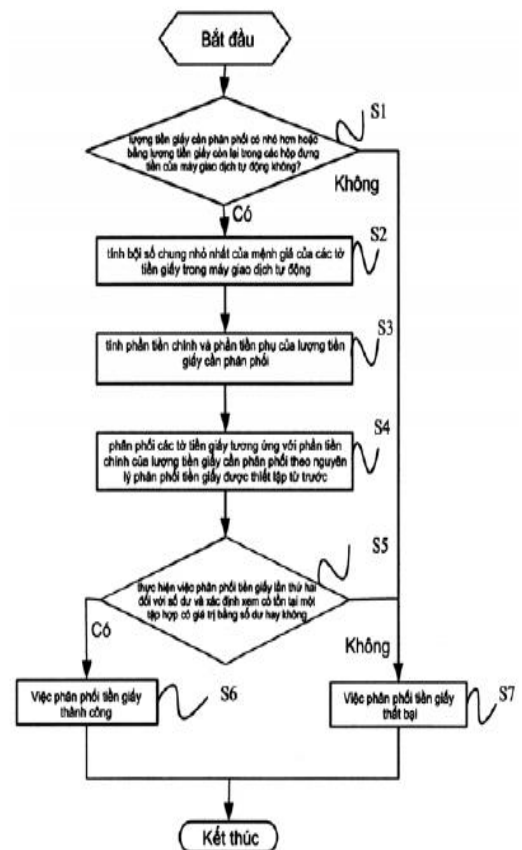 Bắt đầu
S1
lượng tiền giấy cần phân phối có nhỏ hơn hoặc
bằng lượng tiền giấy còn lại trong các hộp đựng
tiền của máy giao dịch tự động không?
Không
Có
S2
tính bội số chung nhỏ nhất của mệnh giá của các tờ
tiền giấy trong máy giao dịch tự động
S3
tính phần tiền chính và phần tiền phụ của lượng tiền
giấy cần phân phối
S4
phân phối các tờ tiền giấy tương ứng với phần tiền
chính của lượng tiền giấy cần phân phối theo nguyên
lý phân phối tiền giấy được thiết lập từ trước
S5
thực hiện việc phân phối tiền giấy lần thứ hai
đối với số dư và xác định xem có tồn tại một
tập hợp có giá trị bằng số dư hay không
Có
Không
Việc phân phối tiền giấy
thành công
S6
Việc phân phối tiền giấy
thất bại
S7
Kết thúc